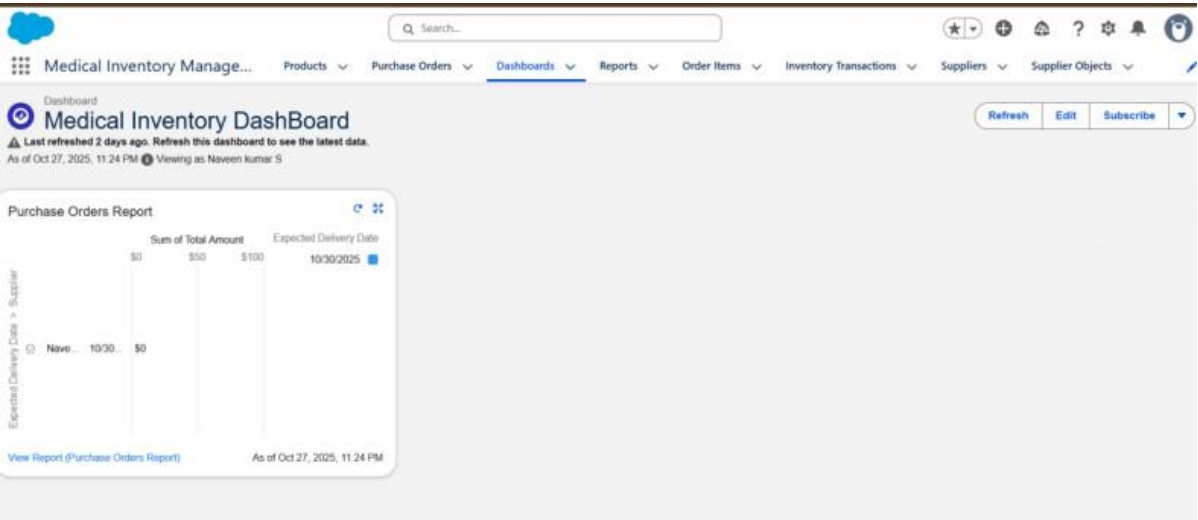 Search...
Medical Inventory Manage... Products Purchase Orders Dashboards Reports Order Items Inventory Transactions Suppliers Supplier Objects
Dashboard
Medical Inventory DashBoard
Last refreshed 2 days ago. Refresh this dashboard to see the latest data.
As of Oct 27, 2025, 11:24 PM Viewing as Naveen kumar S
Refresh Edit Subscribe
Purchase Orders Report
Sum of Total Amount
$0 $50 $100
Expected Delivery Date
10/30/2025
Expected Delivery Date > Supplier
Nave... 10/30... $0
View Report (Purchase Orders Report) As of Oct 27, 2025, 11:24 PM